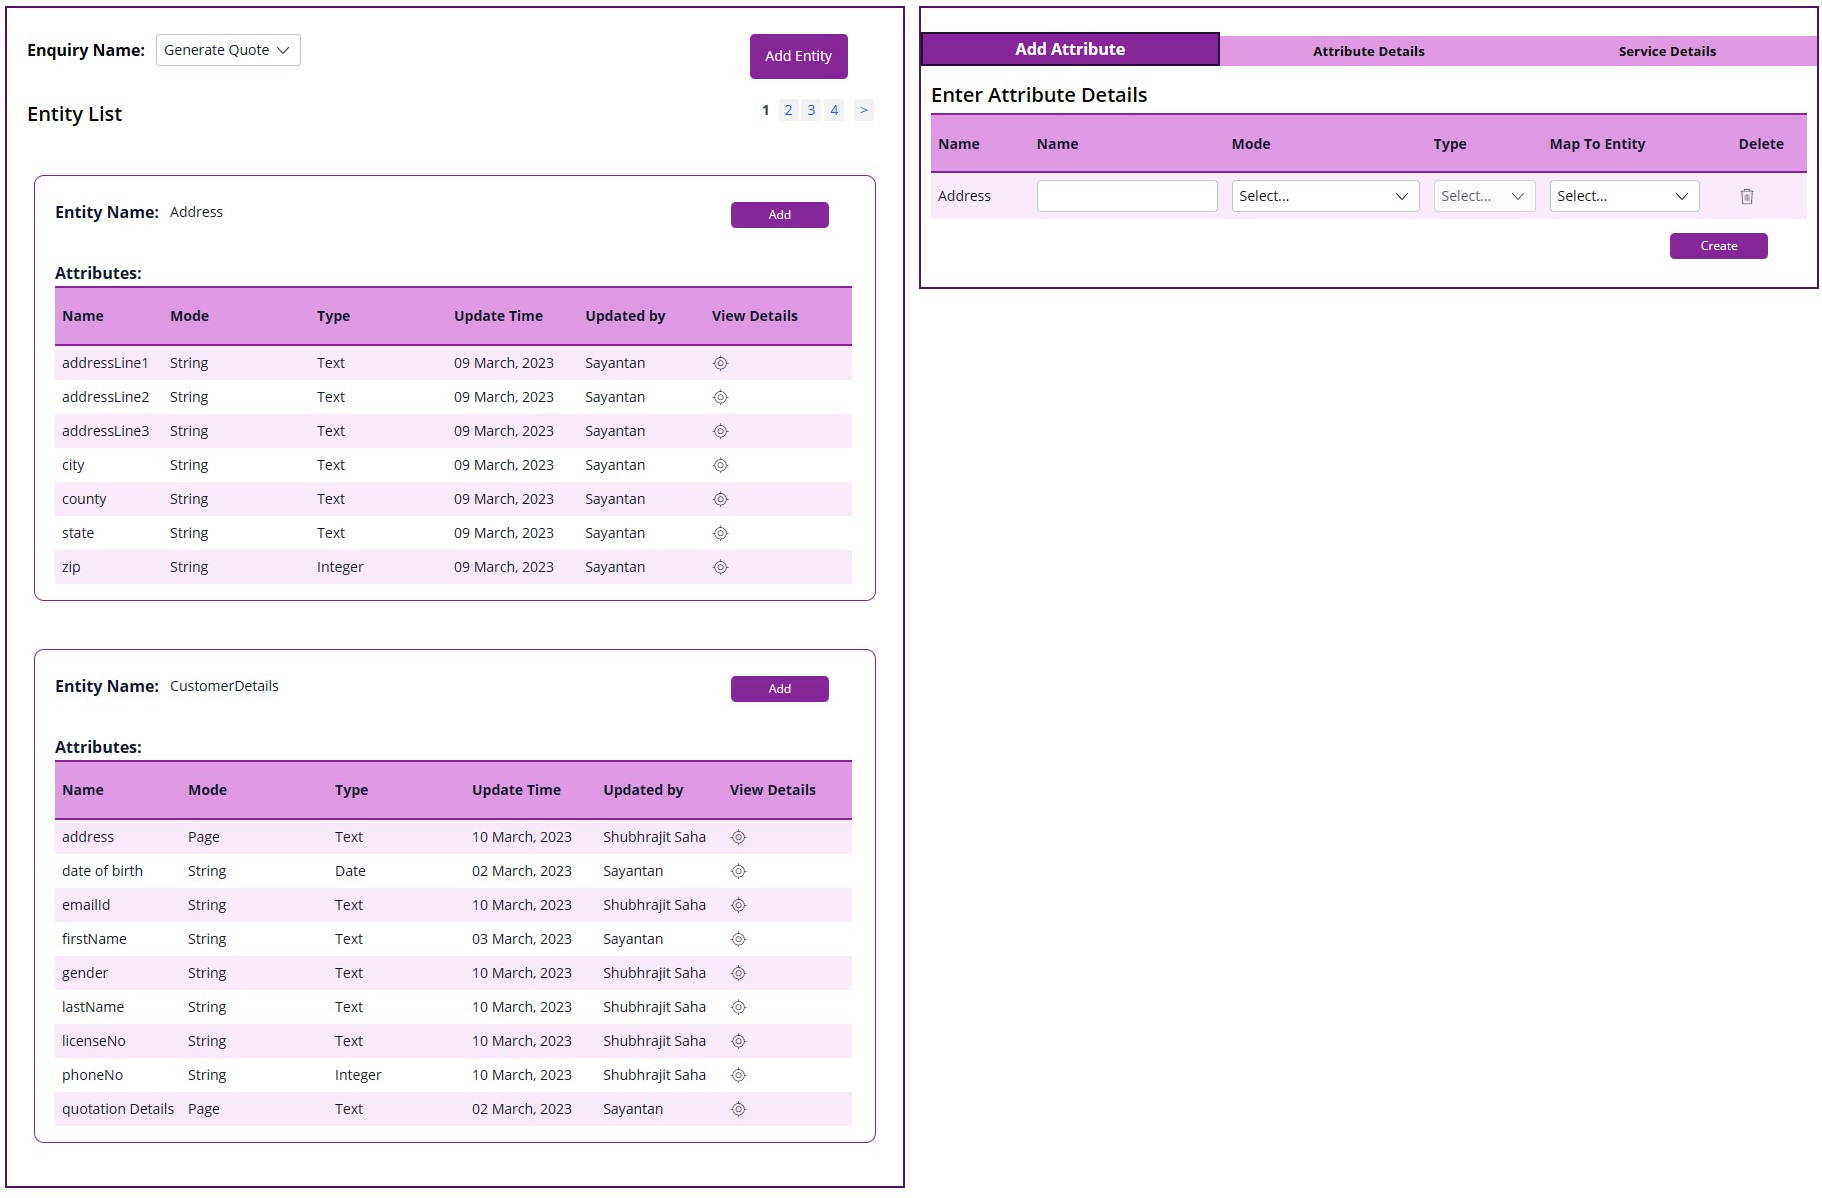 Enquiry Name: Generate Quote
Add Entity
Entity List
1 2 3 4 >
Entity Name: Address
Add
Attributes:
Name Mode Type Update Time Updated by View Details
addressLine1 String Text 09 March, 2023 Sayantan
addressLine2 String Text 09 March, 2023 Sayantan
addressLine3 String Text 09 March, 2023 Sayantan
city String Text 09 March, 2023 Sayantan
county String Text 09 March, 2023 Sayantan
state String Text 09 March, 2023 Sayantan
zip String Integer 09 March, 2023 Sayantan
Entity Name: CustomerDetails
Add
Attributes:
Name Mode Type Update Time Updated by View Details
address Page Text 10 March, 2023 Shubhrajit Saha
date of birth String Date 02 March, 2023 Sayantan
emailId String Text 10 March, 2023 Shubhrajit Saha
firstName String Text 03 March, 2023 Sayantan
gender String Text 10 March, 2023 Shubhrajit Saha
lastName String Text 10 March, 2023 Shubhrajit Saha
licenseNo String Text 10 March, 2023 Shubhrajit Saha
phoneNo String Integer 10 March, 2023 Shubhrajit Saha
quotation Details Page Text 02 March, 2023 Sayantan
Add Attribute Attribute Details Service Details
Enter Attribute Details
Name Name Mode Type Map To Entity Delete
Address Select... Select... Select...
Create